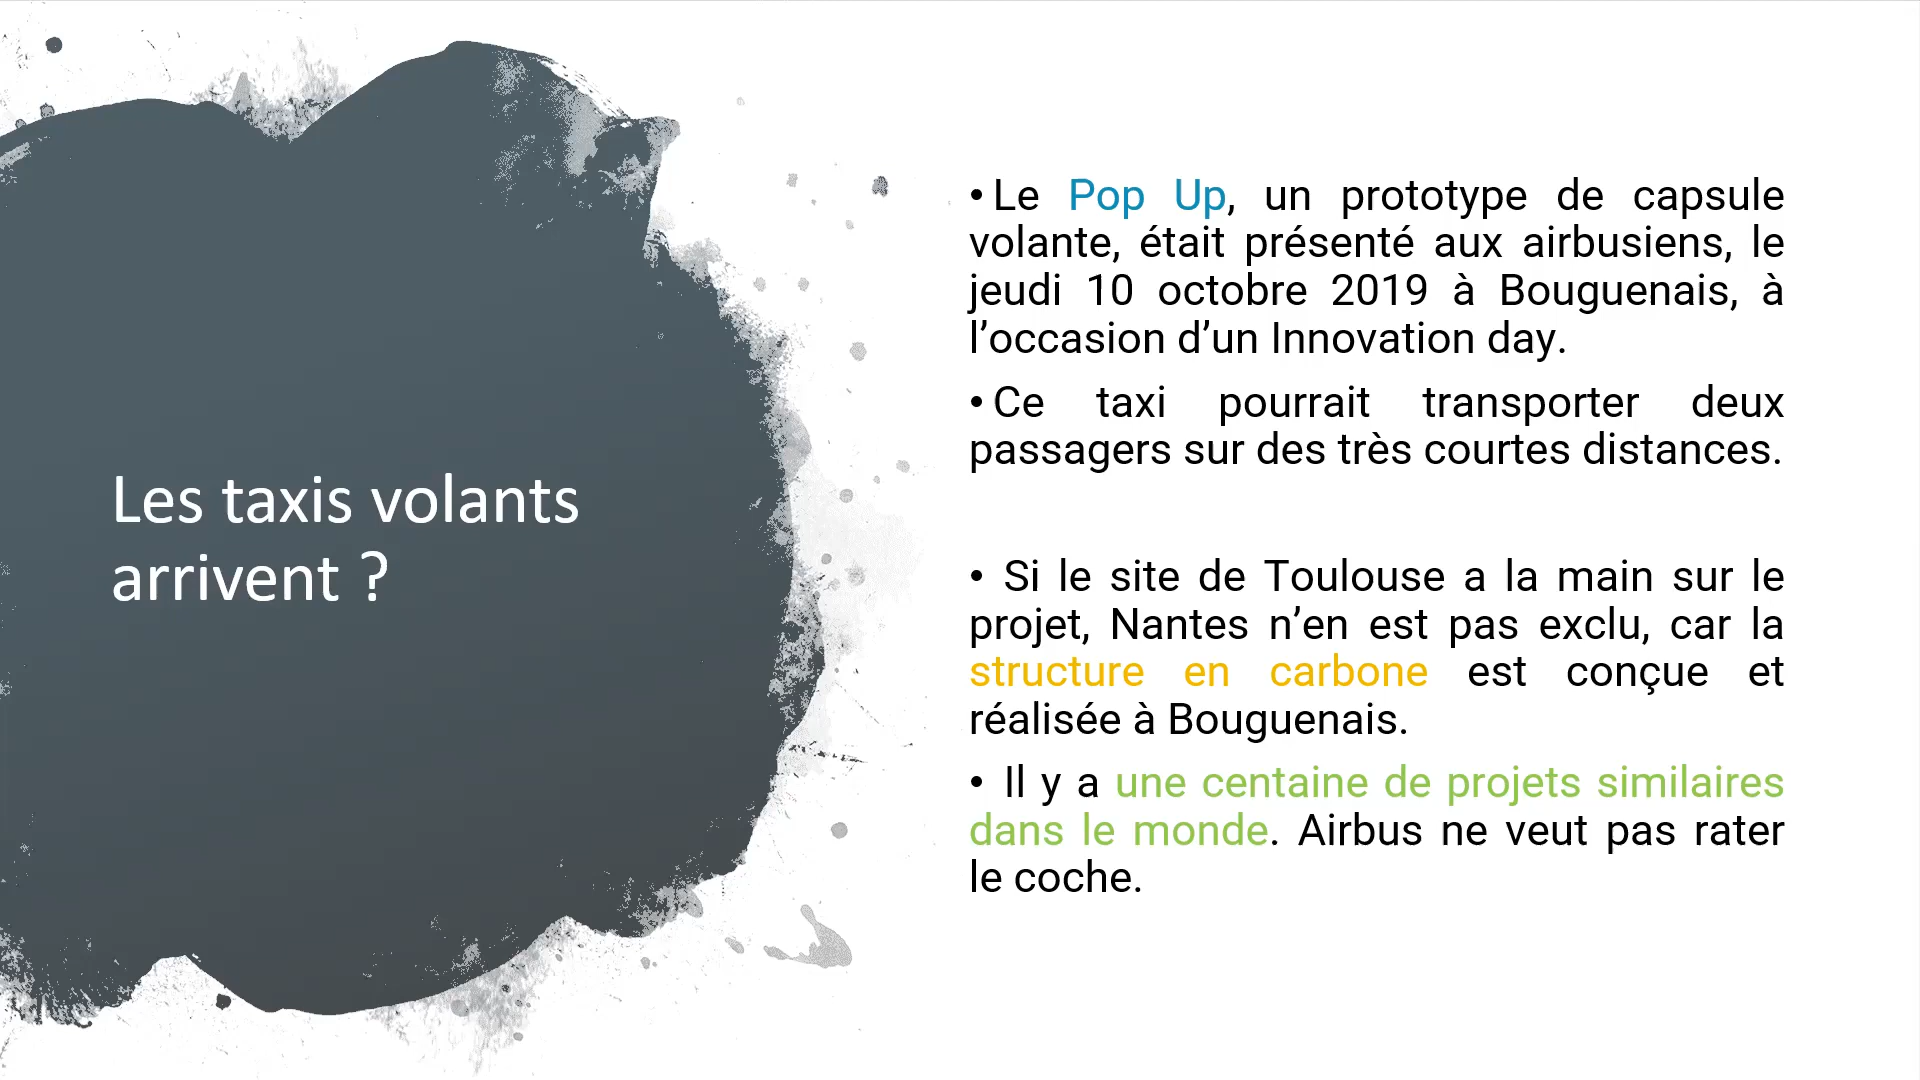 Les taxis volants
arrivent ?
• Le Pop Up, un prototype de capsule
volante, était présenté aux airbusiens, le
jeudi 10 octobre 2019 à Bouguenais, à
l’occasion d’un Innovation day.
• Ce taxi pourrait transporter deux
passagers sur des très courtes distances.
• Si le site de Toulouse a la main sur le
projet, Nantes n’en est pas exclu, car la
structure en carbone est conçue et
réalisée à Bouguenais.
• Il y a une centaine de projets similaires
dans le monde. Airbus ne veut pas rater
le coche.